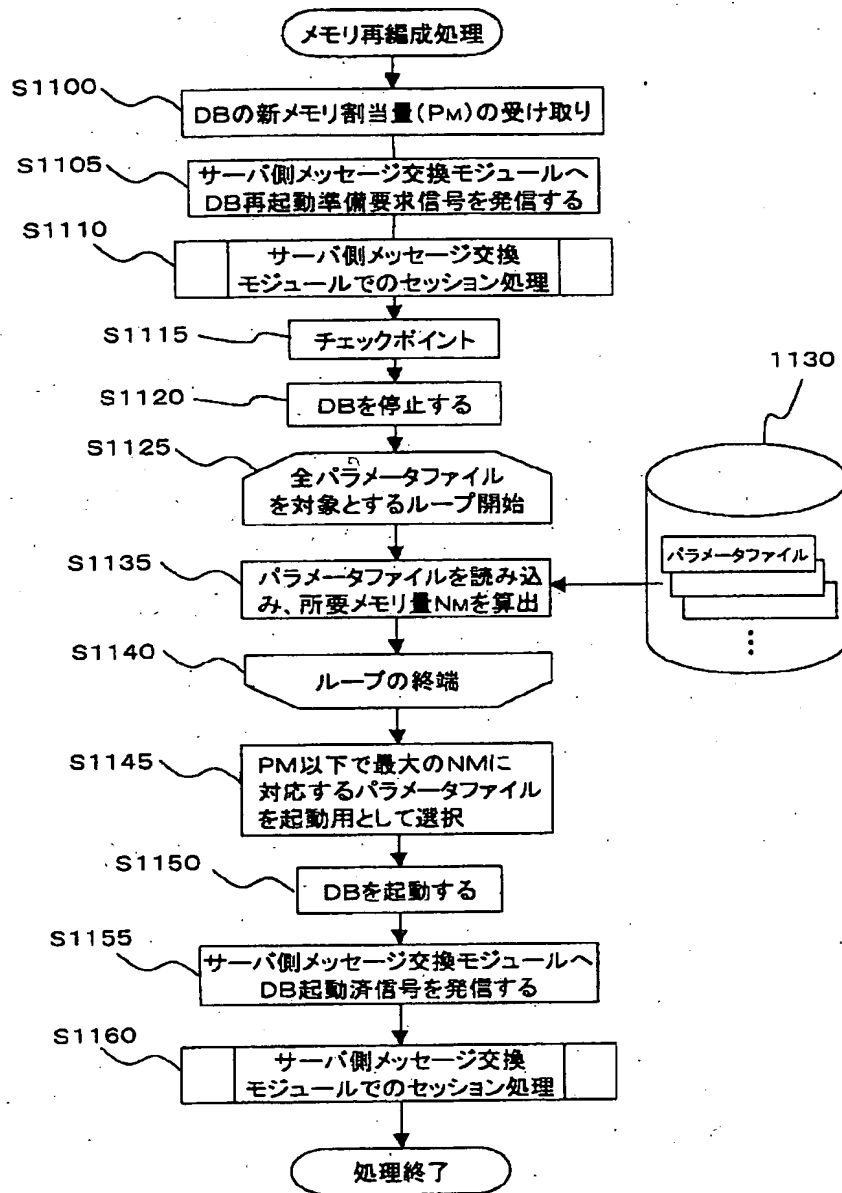 メモリ再編成処理
S1100
DBの新メモリ割当量(PM)の受け取り
S1105
サーバ側メッセージ交換モジュールへ
DB再起動準備要求信号を発信する
S1110
サーバ側メッセージ交換
モジュールでのセッション処理
S1115
チェックポイント
S1120
DBを停止する
1130
S1125
全パラメータファイル
を対象とするループ開始
パラメータファイル
S1135
パラメータファイルを読み込
み、所要メモリ量NMを算出
S1140
ループの終端
S1145
PM以下で最大のNMに
対応するパラメータファイル
を起動用として選択
S1150
DBを起動する
S1155
サーバ側メッセージ交換モジュールへ
DB起動済信号を発信する
S1160
サーバ側メッセージ交換
モジュールでのセッション処理
処理終了